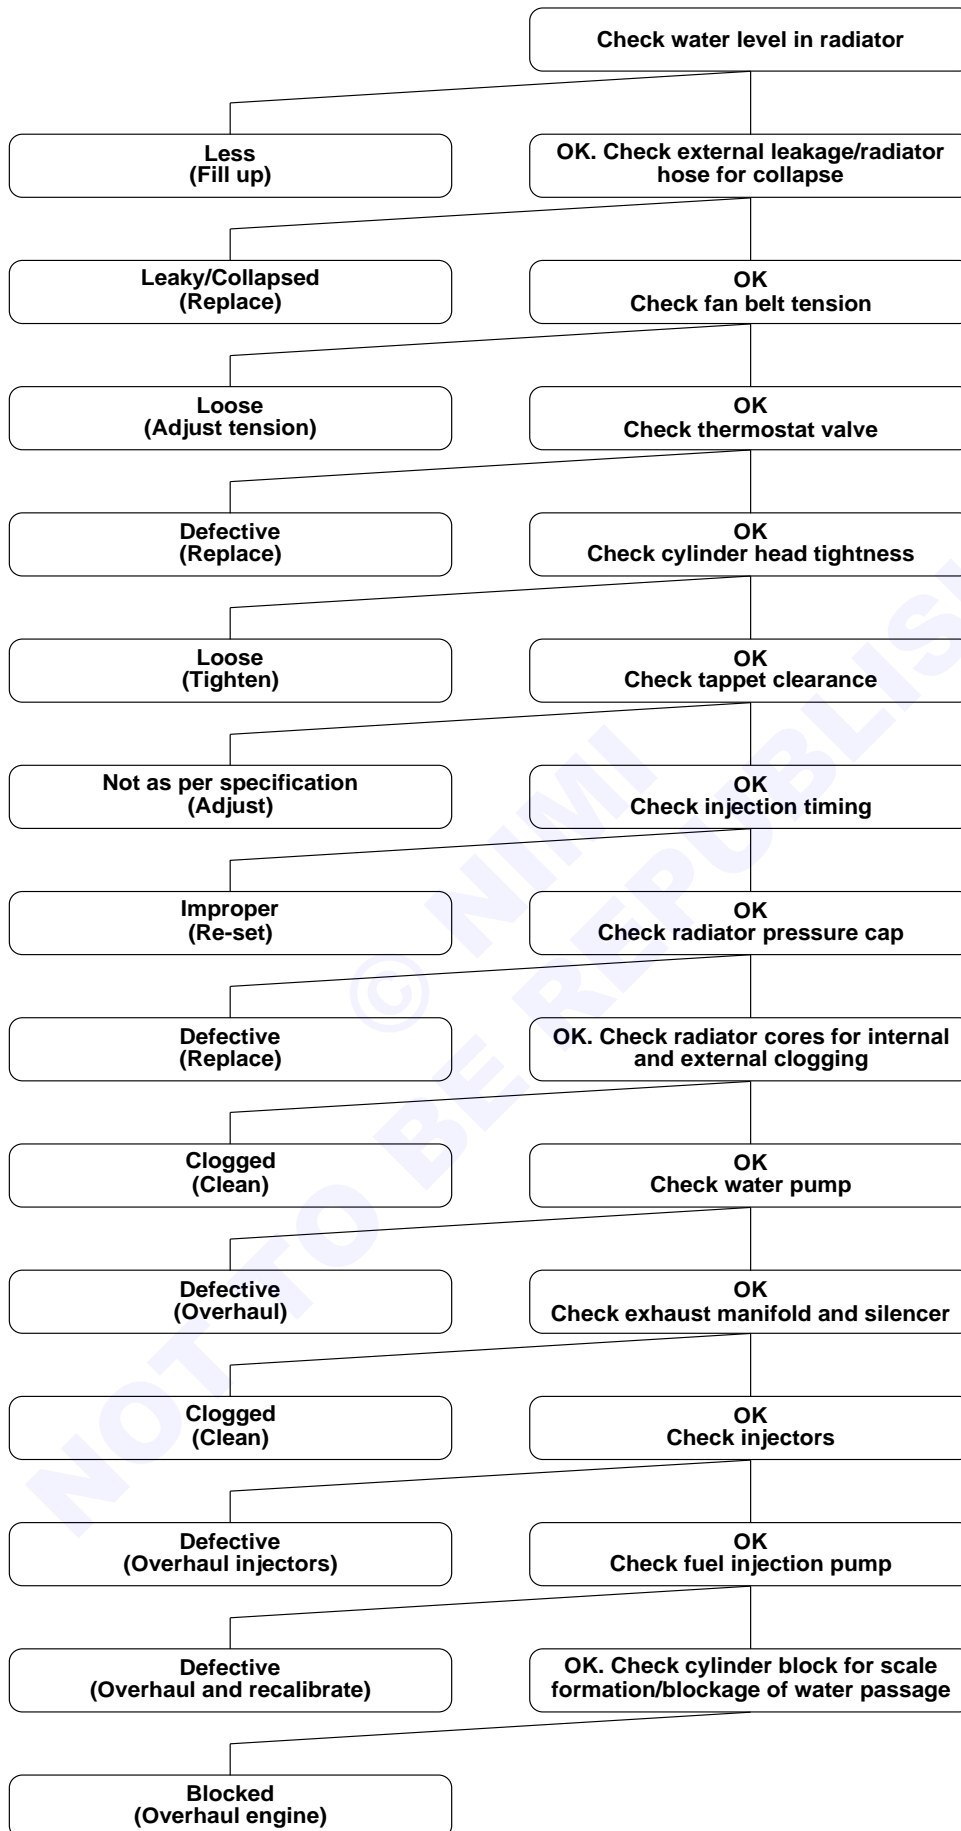 Check water level in radiator
Less
(Fill up)
OK. Check external leakage/radiator
hose for collapse
Leaky/Collapsed
(Replace)
OK
Check fan belt tension
Loose
(Adjust tension)
OK
Check thermostat valve
Defective
(Replace)
OK
Check cylinder head tightness
Loose
(Tighten)
OK
Check tappet clearance
Not as per specification
(Adjust)
OK
Check injection timing
Improper
(Re-set)
OK
Check radiator pressure cap
Defective
(Replace)
OK. Check radiator cores for internal
and external clogging
Clogged
(Clean)
OK
Check water pump
Defective
(Overhaul)
OK
Check exhaust manifold and silencer
Clogged
(Clean)
OK
Check injectors
Defective
(Overhaul injectors)
OK
Check fuel injection pump
Defective
(Overhaul and recalibrate)
OK. Check cylinder block for scale
formation/blockage of water passage
Blocked
(Overhaul engine)
© NIMI
NOT TO BE REPUBLIS